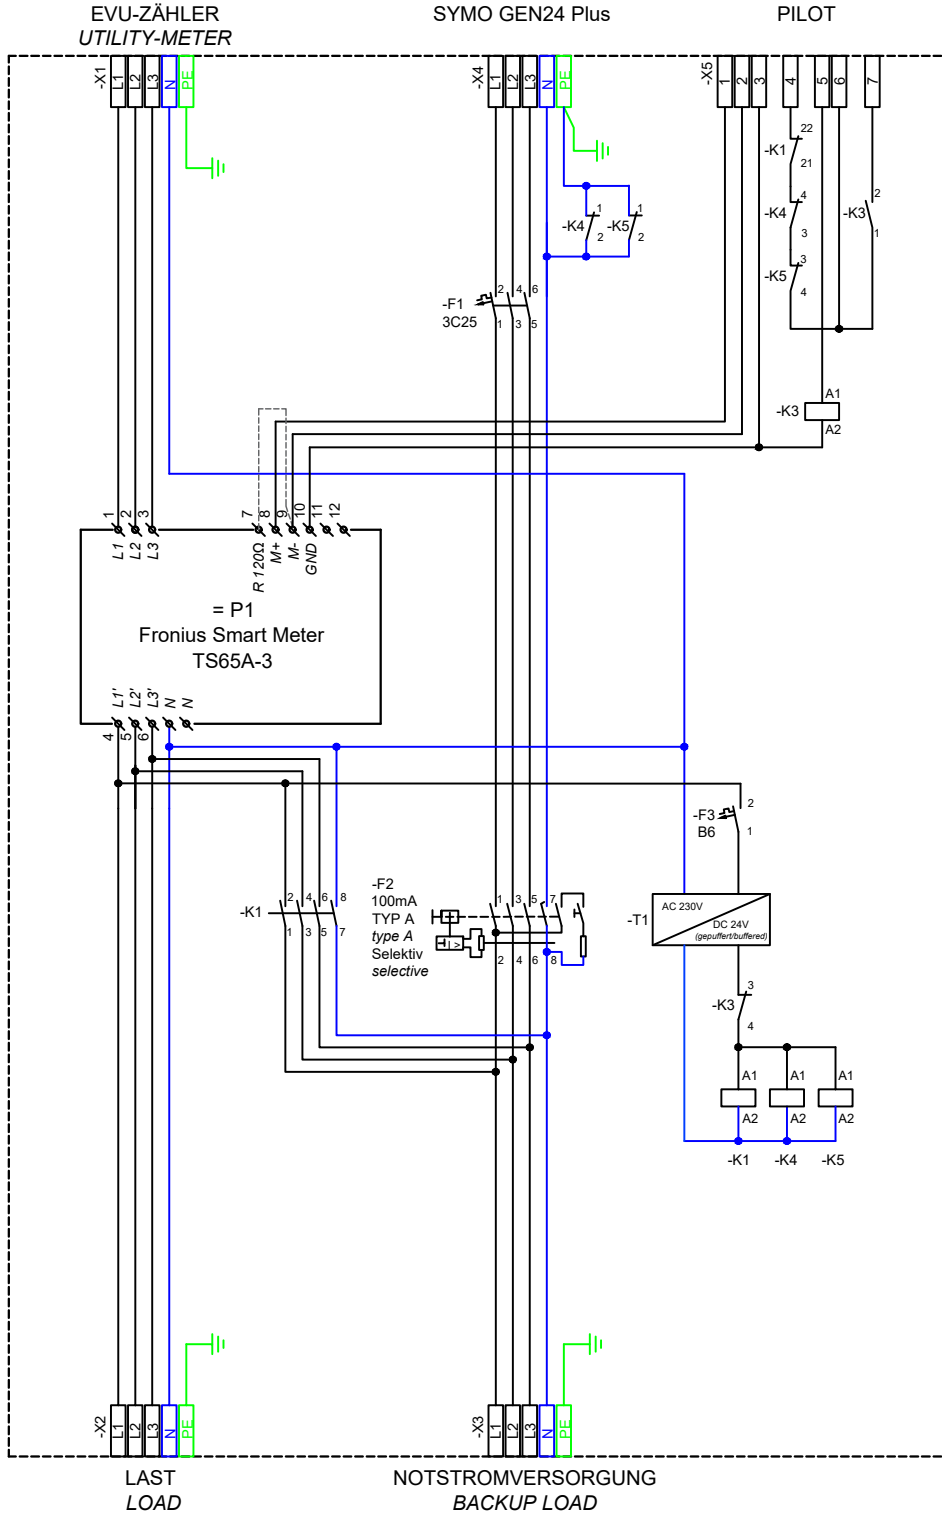 EVU-ZÄHLER
UTILITY-METER
SYMO GEN24 Plus
PILOT
-X1
L1
L2
L3
N
PE
-X4
L1
L2
L3
N
PE
-X5
1
2
3
4
5
6
7
-K1
22
21
-K4
4
3
-K5
3
4
-K3
2
1
-K4
1
2
-K5
1
2
-F1
3C25
2
4
6
1
3
5
-K3
A1
A2
1
2
3
7
8
9
10
11
12
L1
L2
L3
R 120Ω
M+
M-
GND
= P1
Fronius Smart Meter
TS65A-3
L1'
L2'
L3'
N
N
4
5
6
-F3
B6
2
1
-K1
2
4
6
8
1
3
5
7
-F2
100mA
TYP A
type A
Selektiv
selective
I >
1
3
5
7
2
4
6
8
-T1
AC 230V
DC 24V
(gepuffert/buffered)
-K3
3
4
A1
A1
A1
A2
A2
A2
-K1
-K4
-K5
-X2
L1
L2
L3
N
PE
-X3
L1
L2
L3
N
PE
LAST
LOAD
NOTSTROMVERSORGUNG
BACKUP LOAD